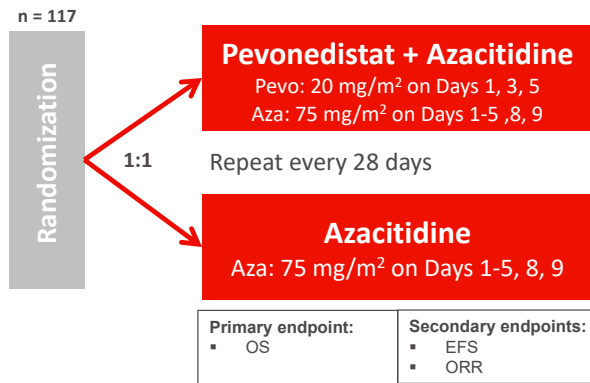 n = 117
Randomization
1:1
Pevonedistat + Azacitidine
Pevo: 20 mg/m² on Days 1, 3, 5
Aza: 75 mg/m² on Days 1-5 ,8, 9
Repeat every 28 days
Azacitidine
Aza: 75 mg/m² on Days 1-5, 8, 9
Primary endpoint:
▪ OS
Secondary endpoints:
▪ EFS
▪ ORR